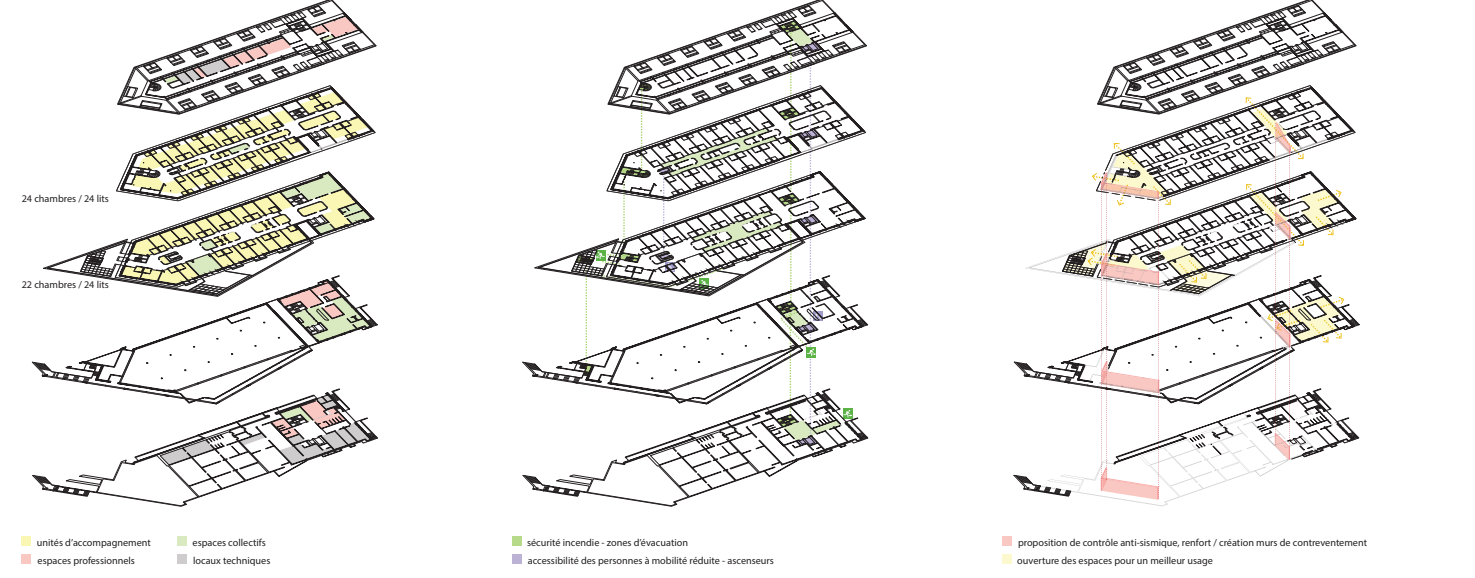 24 chambres / 24 lits
22 chambres / 24 lits
unités d'accompagnement
espaces collectifs
espaces professionnels
locaux techniques
sécurité incendie - zones d'évacuation
accessibilité des personnes à mobilité réduite - ascenseurs
proposition de contrôle anti-sismique, renfort / création murs de contreventement
ouverture des espaces pour un meilleur usage